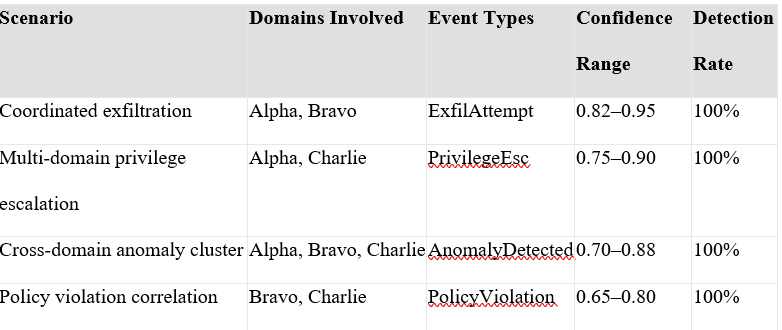 Scenario Domains Involved Event Types Confidence Range Detection Rate
Coordinated exfiltration Alpha, Bravo ExfilAttempt 0.82–0.95 100%
Multi-domain privilege escalation Alpha, Charlie PrivilegeEsc 0.75–0.90 100%
Cross-domain anomaly cluster Alpha, Bravo, Charlie AnomalyDetected 0.70–0.88 100%
Policy violation correlation Bravo, Charlie PolicyViolation 0.65–0.80 100%